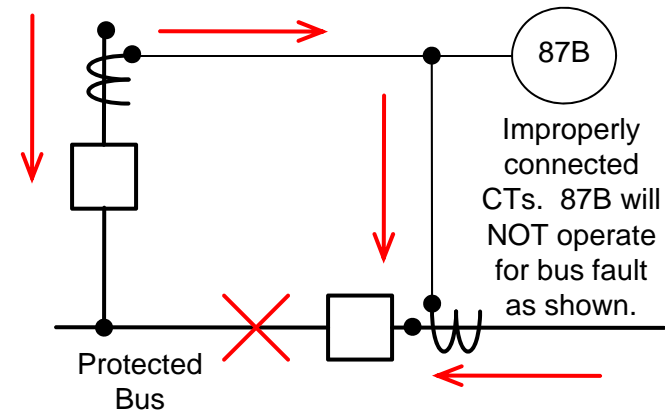 87B
Improperly
connected
CTs.  87B will
NOT operate
for bus fault
as shown.
Protected
Bus